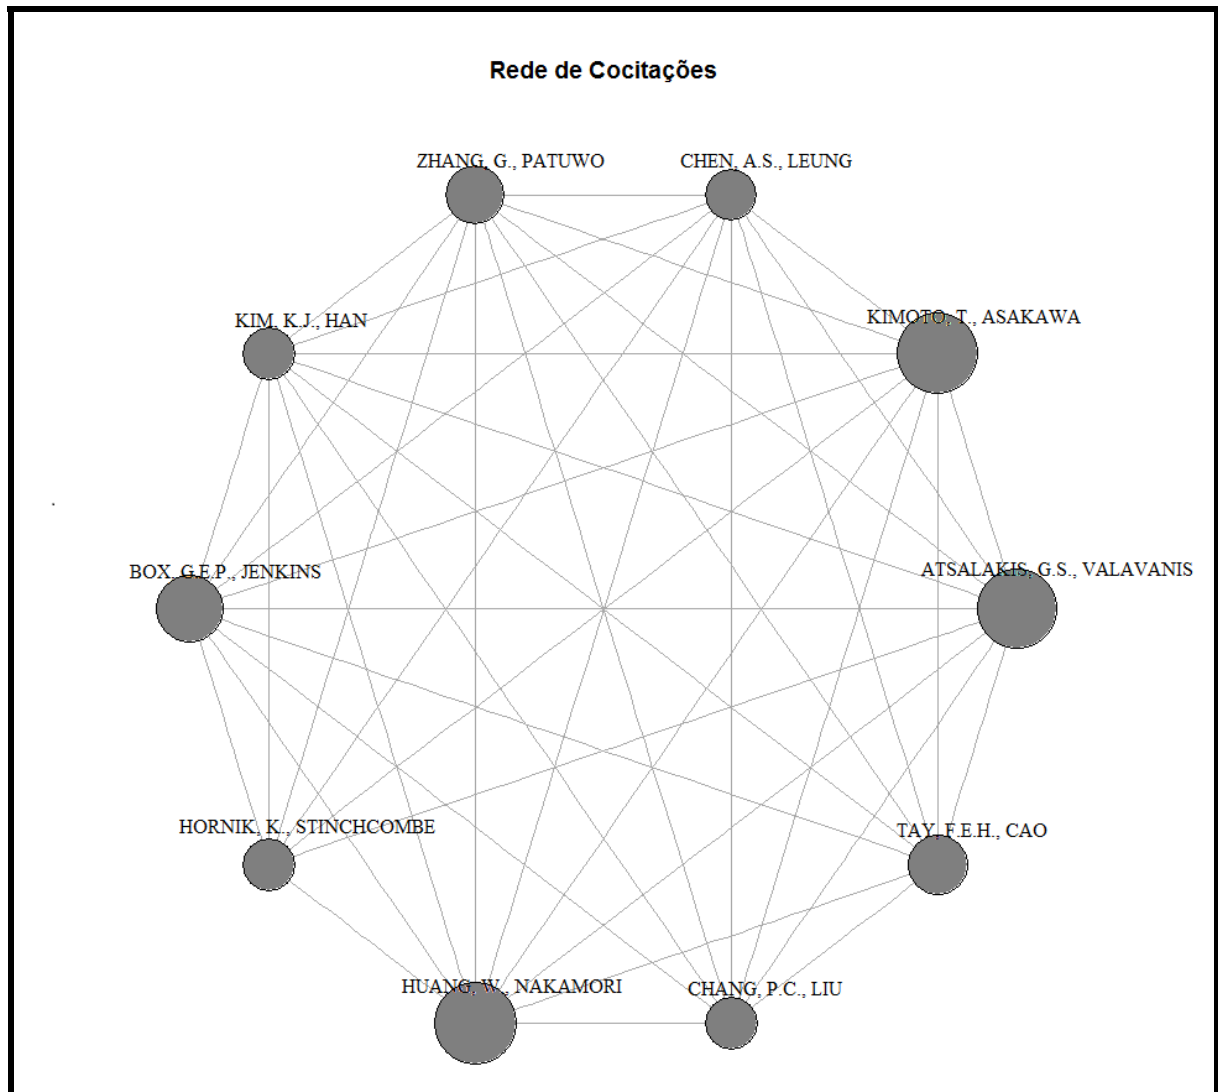 Rede de Cocitações
ZHANG, G., PATUWO
CHEN, A.S., LEUNG
KIMOTO, T., ASAKAWA
KIM, K.J., HAN
ATSALAKIS, G.S., VALAVANIS
BOX, G.E.P., JENKINS
HORNIK, K., STINCHCOMBE
TAY, F.E.H., CAO
HUANG, W., NAKAMORI
CHANG, P.C., LIU